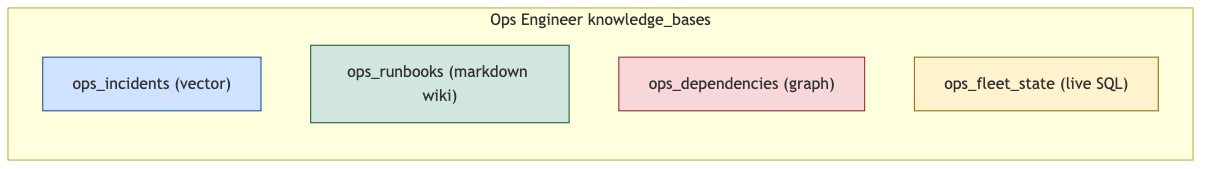 Ops Engineer knowledge_bases
ops_incidents (vector)
ops_runbooks (markdown
wiki)
ops_dependencies (graph)
ops_fleet_state (live SQL)